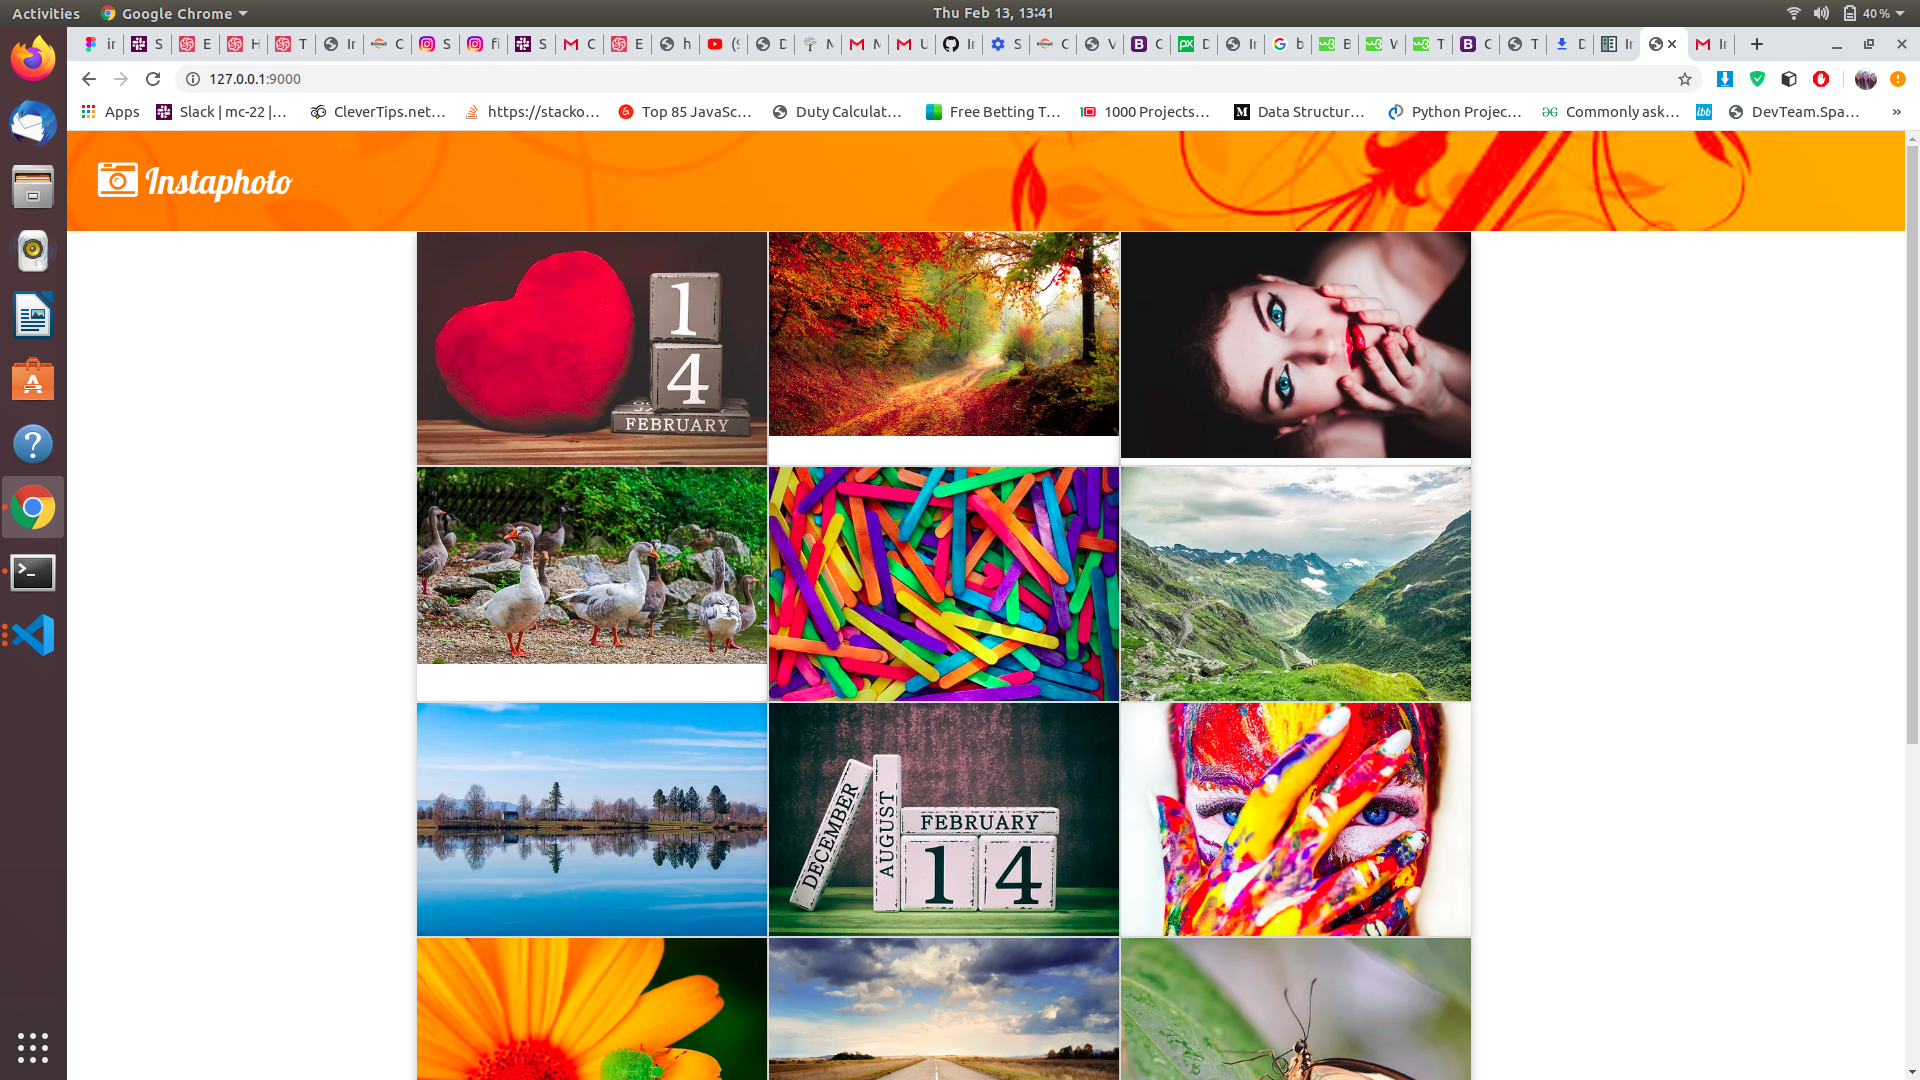 Activities
Google Chrome
Thu Feb 13, 13:41
40 %
127.0.0.1:9000
Apps
Slack | mc-22 |...
CleverTips.net...
https://stacko...
Top 85 JavaSc...
Duty Calculat...
Free Betting T...
1000 Projects...
Data Structur...
Python Projec...
Commonly ask...
DevTeam.Spa...
Instaphoto
1
4
FEBRUARY
DECEMBER
AUGUST
FEBRUARY
14